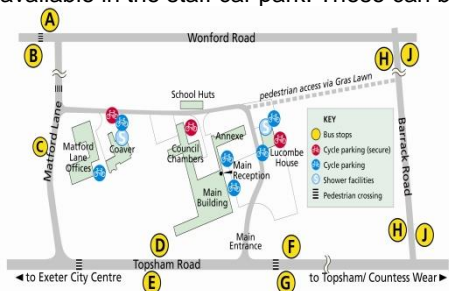 available in the staff car park. These can b
A
B
Wonford Road
H
J
pedestrian access via Gras Lawn
School Huts
KEY
Bus stops
Cycle parking (secure)
Cycle parking
S Shower facilities
Pedestrian crossing
Matford Lane
C
Matford
Lane
Offices
Coaver
S
Council
Chambers
Annexe
S
Lucombe
House
Main
Reception
Main
Building
Barrack Road
Main
Entrance
H
J
D
F
Topsham Road
E
G
to Exeter City Centre
to Topsham/ Countess Wear